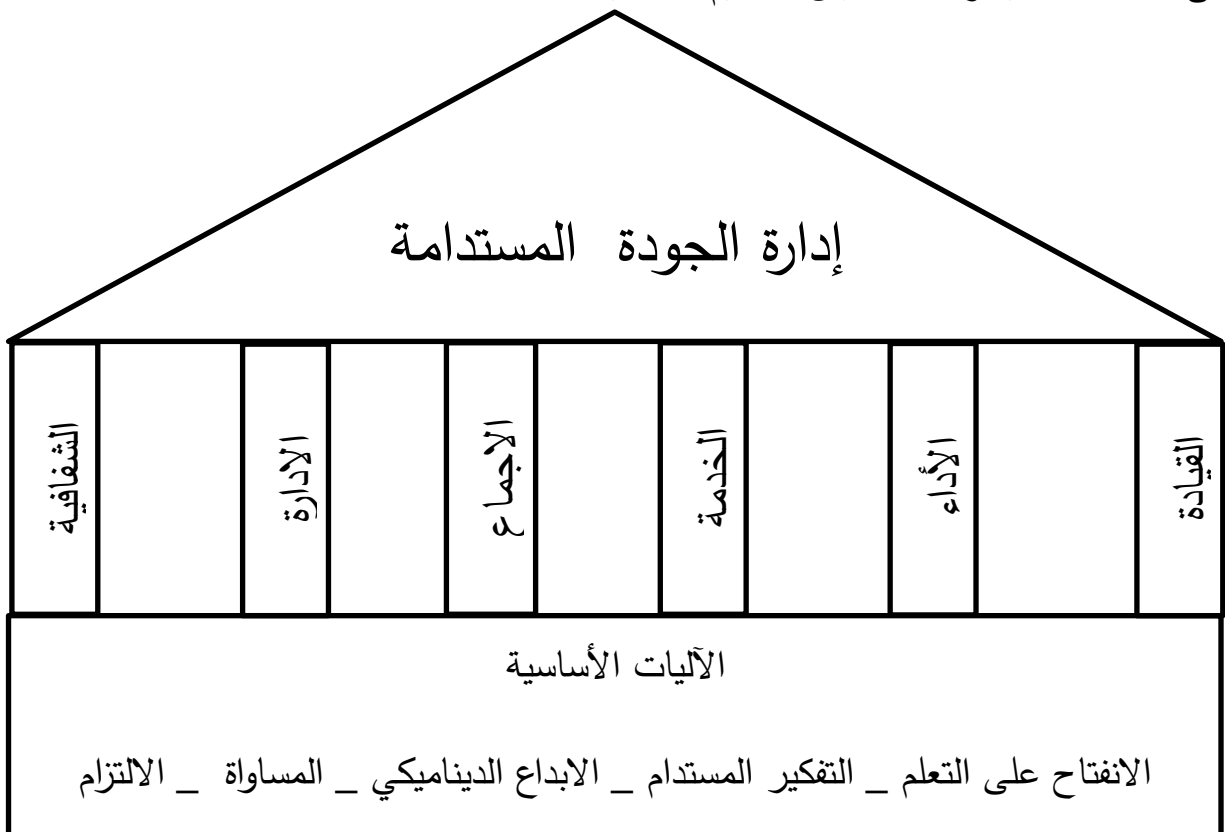 إدارة الجودة المستدامة
القيادة
الأداء
الخدمة
الاجماع
الادارة
الشفافية
الآليات الأساسية
الانفتاح على التعلم _ التفكير المستدام _ الابداع الديناميكي _ المساواة _ الالتزام